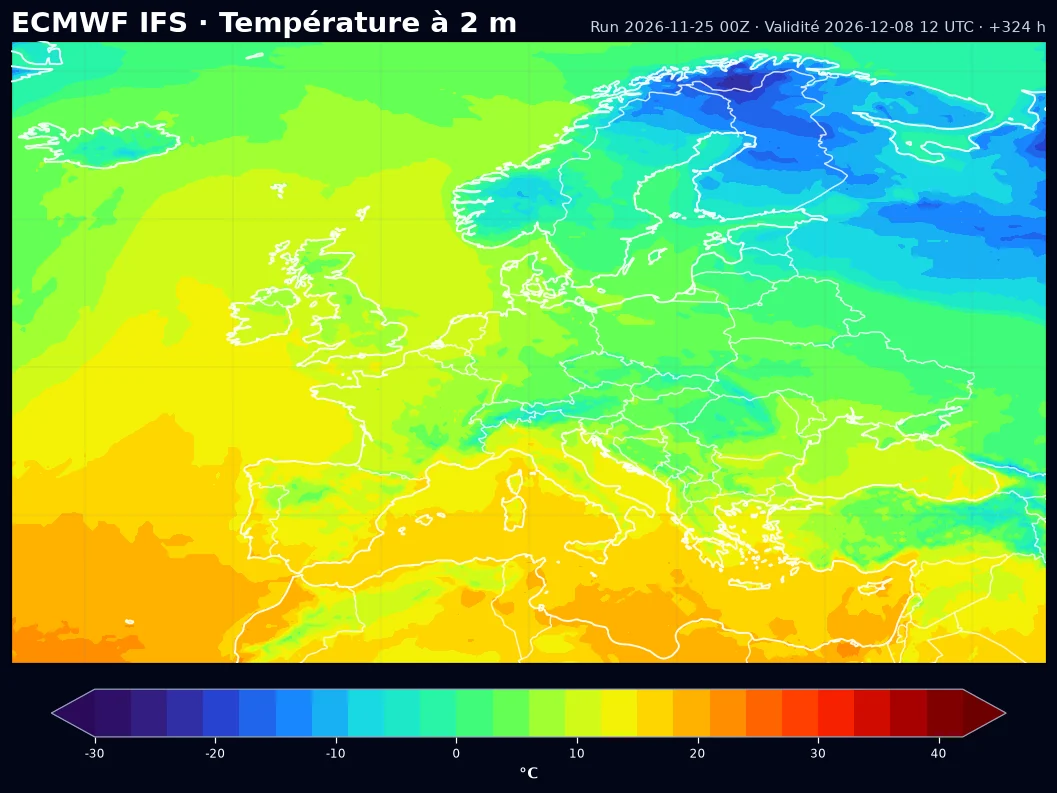 ECMWF IFS · Température à 2 m
Run 2026-11-25 00Z · Validité 2026-12-08 12 UTC · +324 h
-30 -20 -10 0 10 20 30 40
°C